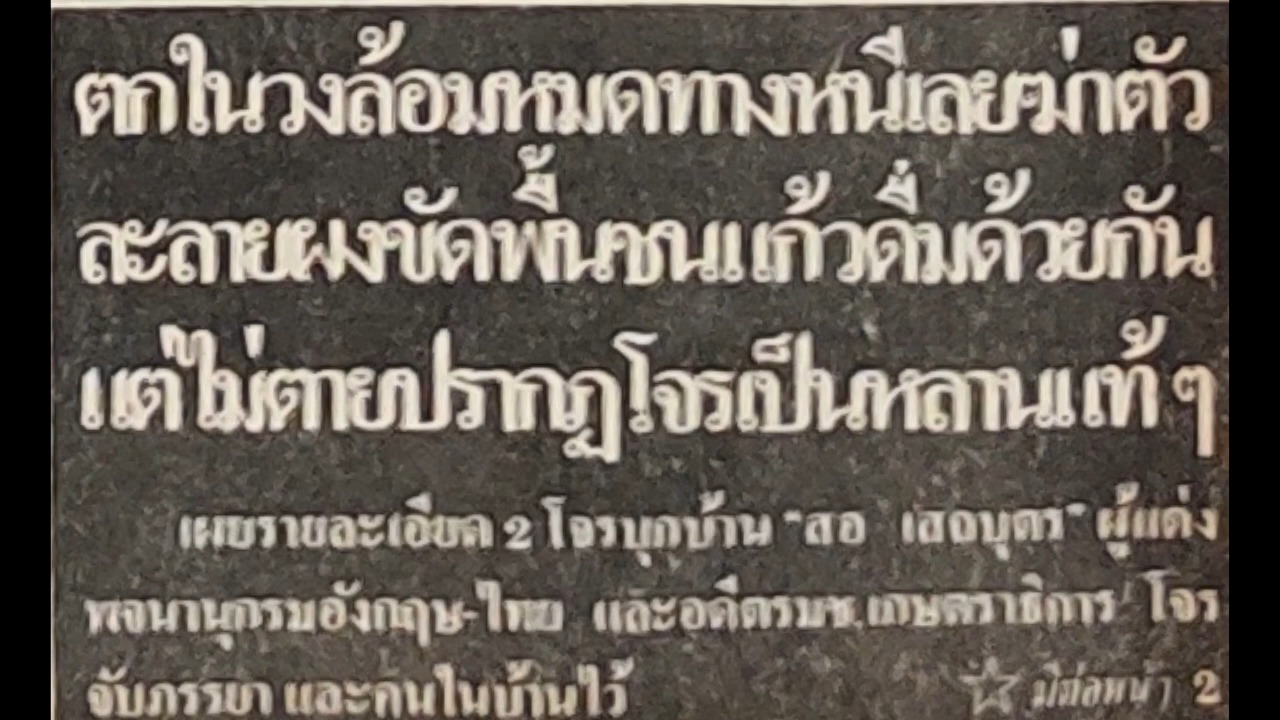 ตกในวงล้อมหมดทางหนีเลยฆ่าตัว
ละลายผงขัดพื้นชนแก้วดื่มด้วยกัน
แต่ไม่ตายปรากฏโจรเป็นหลานแท้ ๆ
เผยรายละเอียด 2 โจรบุกบ้าน "สอ เสถบุตร" ผู้แต่ง
พจนานุกรมอังกฤษ-ไทย และอดีตรมช.เกษตราธิการ โจร
จับภรรยา และคนในบ้านไว้
มีต่อหน้า 2